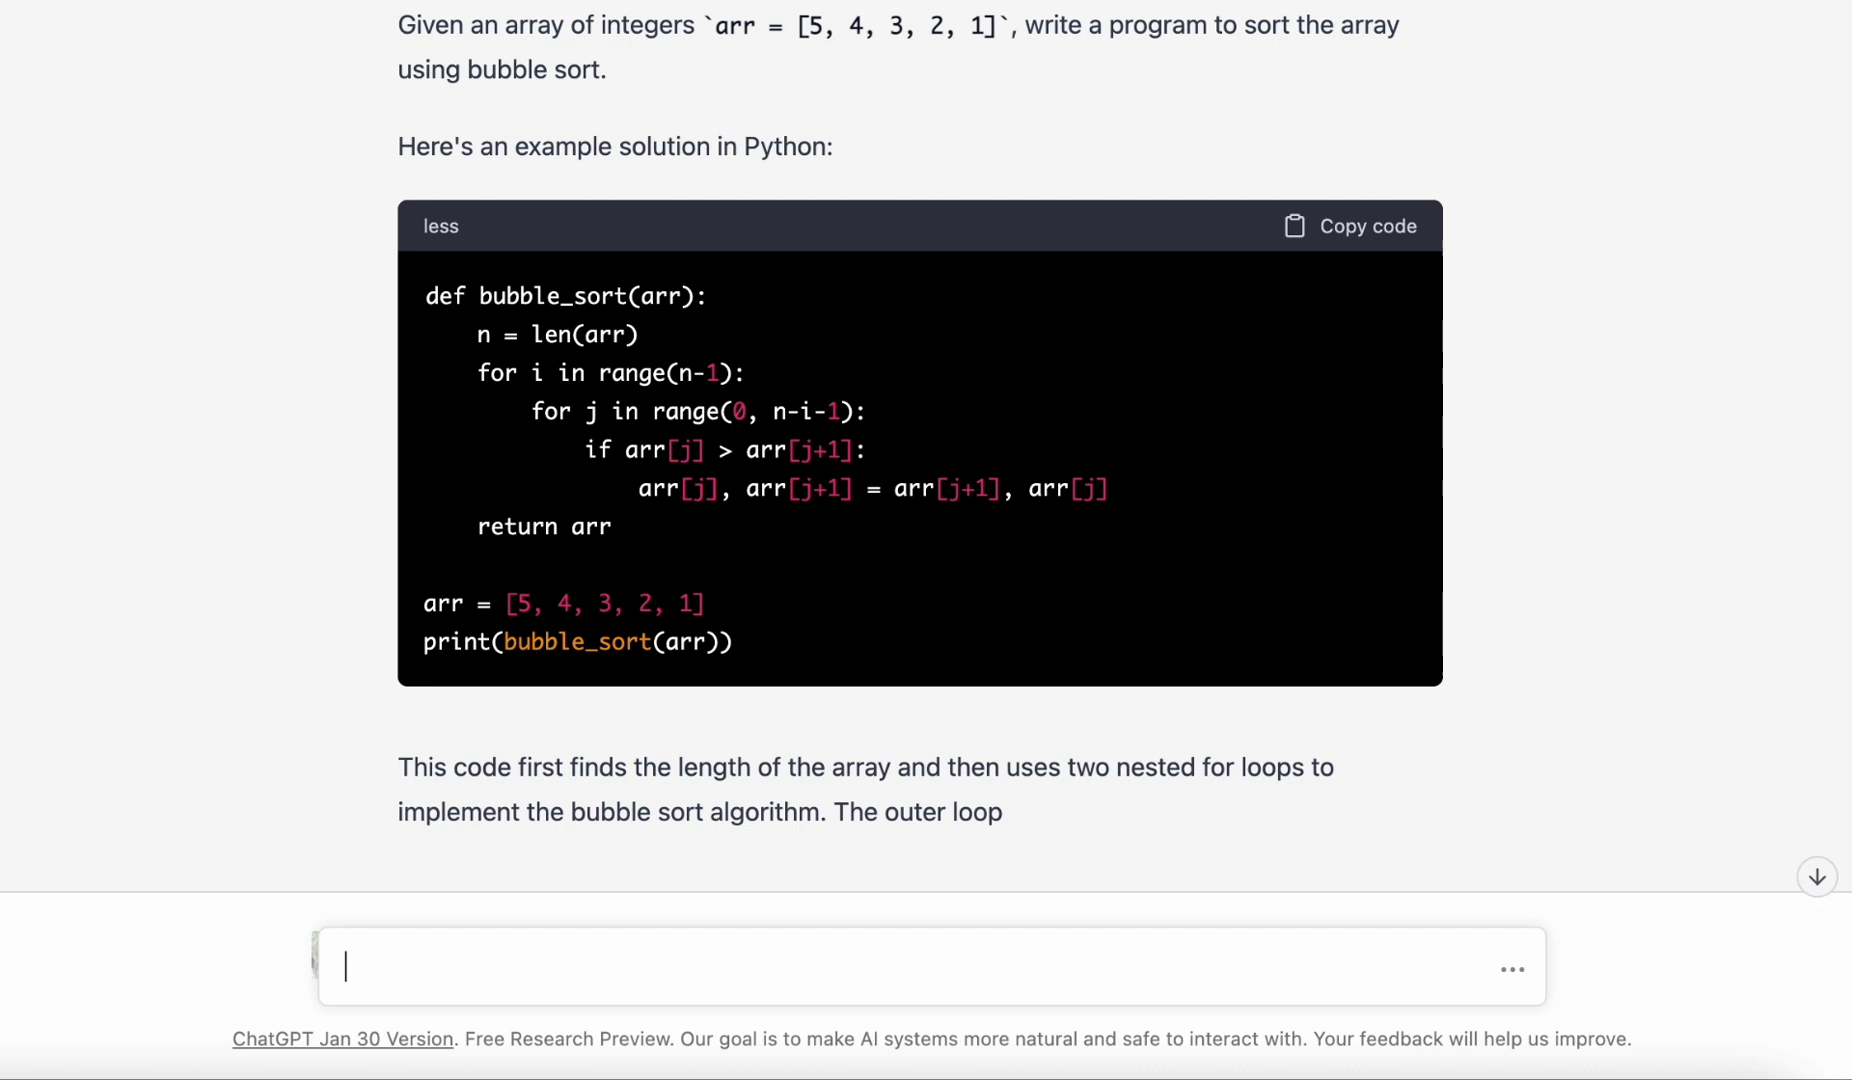 Given an array of integers `arr = [5, 4, 3, 2, 1]`, write a program to sort the array
using bubble sort.
Here's an example solution in Python:
less
Copy code
def bubble_sort(arr):
    n = len(arr)
    for i in range(n-1):
        for j in range(0, n-i-1):
            if arr[j] > arr[j+1]:
                arr[j], arr[j+1] = arr[j+1], arr[j]
    return arr
arr = [5, 4, 3, 2, 1]
print(bubble_sort(arr))
This code first finds the length of the array and then uses two nested for loops to
implement the bubble sort algorithm. The outer loop
ChatGPT Jan 30 Version. Free Research Preview. Our goal is to make AI systems more natural and safe to interact with. Your feedback will help us improve.